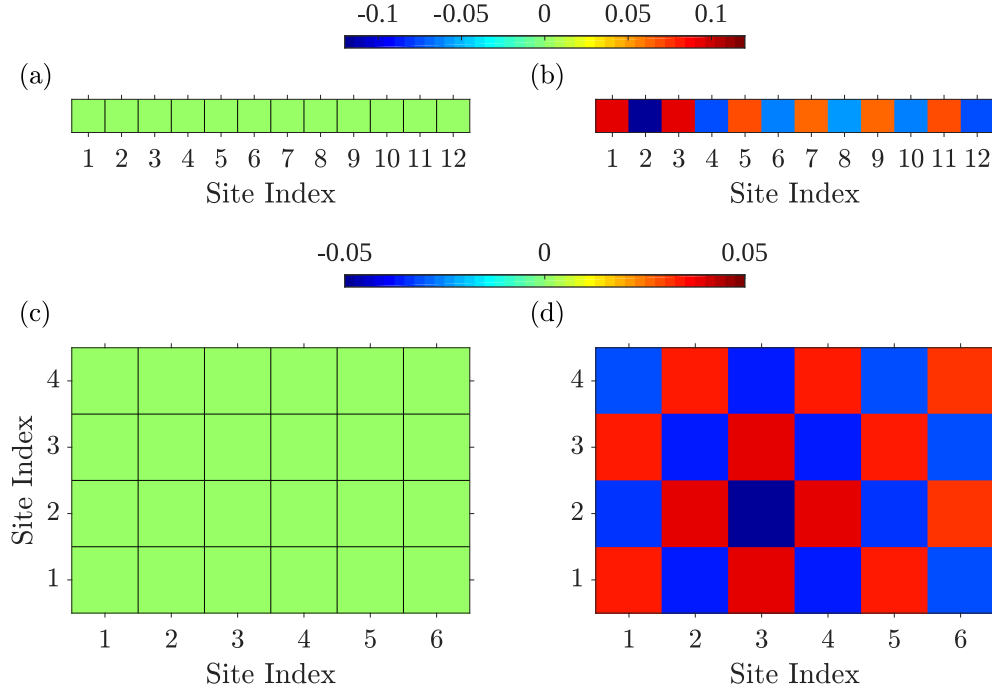 -0.1 -0.05 0 0.05 0.1
(a) (b)
1 2 3 4 5 6 7 8 9 10 11 12 1 2 3 4 5 6 7 8 9 10 11 12
Site Index Site Index
-0.05 0 0.05
(c) (d)
4 4
3 3
2 2
1 1
Site Index
1 2 3 4 5 6 1 2 3 4 5 6
Site Index Site Index